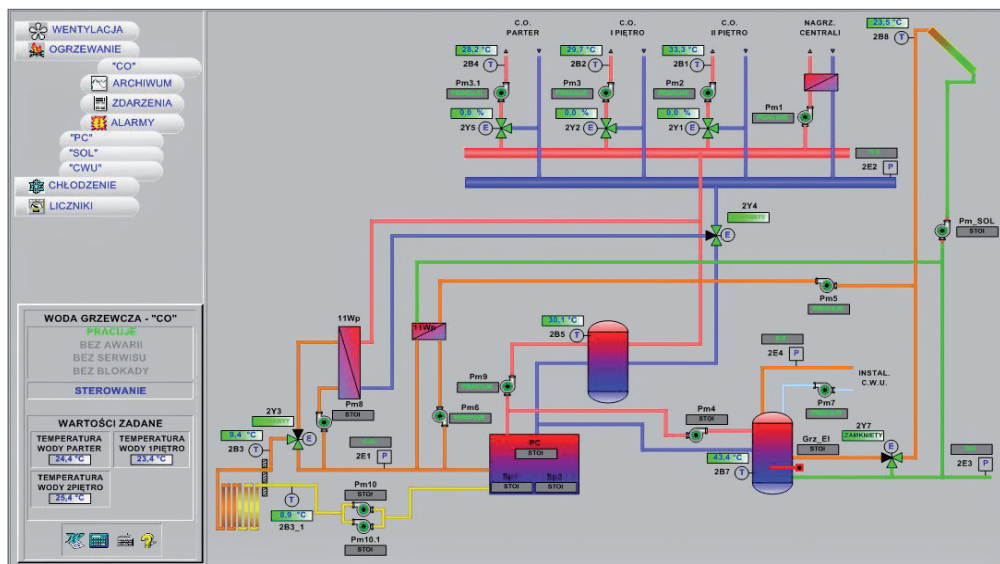 WENTYLACJA
OGRZEWANIE
"CO"
ARCHIWUM
ZDARZENIA
ALARMY
"PC"
"SOL"
"CWU"
CHŁODZENIE
LICZNIKI
WODA GRZEWCZA - "CO"
PRACUJE
BEZ AWARII
BEZ SERWISU
BEZ BLOKADY
STEROWANIE
WARTOŚCI ZADANE
TEMPERATURA WODY PARTER
24,4 °C
TEMPERATURA WODY 1PIĘTRO
23,4 °C
TEMPERATURA WODY 2PIĘTRO
25,4 °C
C.O. PARTER
C.O. I PIĘTRO
C.O. II PIĘTRO
NAGRZ. CENTRALI
28,2 °C
2B4 T
29,7 °C
2B2 T
33,3 °C
2B1 T
23,5 °C
2B8 T
Pm3.1
Pm3
Pm2
Pm1
0,0 %
2Y5 E
0,0 %
2Y2 E
0,0 %
2Y1 E
2E2 P
2Y4
E
Pm_SOL
STOI
Pm5
PRACUJE
11Wp
11Wp
30,1 °C
2B5 T
2E4 P
INSTAL. C.W.U.
Pm9
Pm8
STOI
Pm6
Pm4
STOI
Pm7
PRACUJE
2Y3
E
9,4 °C
2B3 T
2E1 P
PC
STOI
Sp1
Sp2
STOI
STOI
43,4 °C
2B7 T
Grz_El
STOI
2Y7
ZAMKNIĘTY
E
2E3 P
T
8,9 °C
2B3_1
Pm10
STOI
Pm10.1
STOI